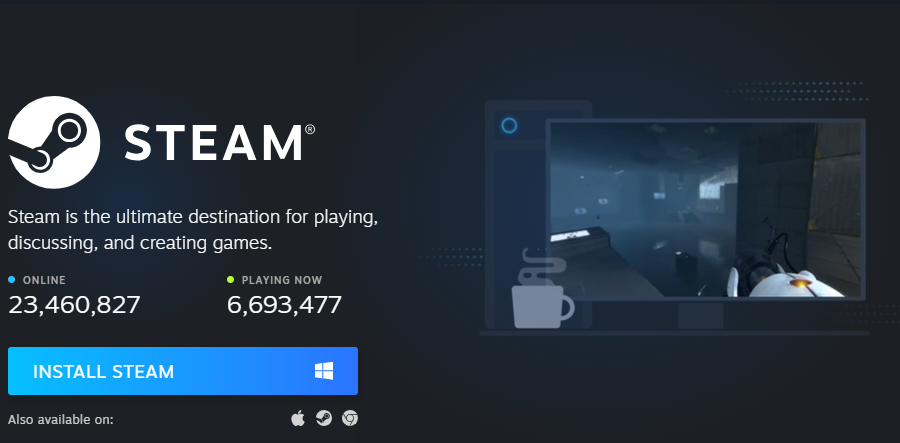 STEAM®
Steam is the ultimate destination for playing,
discussing, and creating games.
ONLINE
23,460,827
PLAYING NOW
6,693,477
INSTALL STEAM
Also available on: